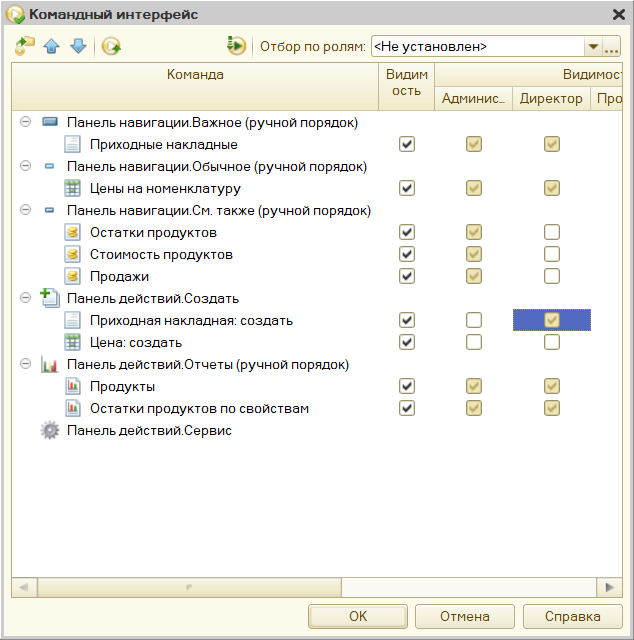 Командный интерфейс
Отбор по ролям: <Не установлен>
Команда
Видим
ость
Видимост
Админис...
Директор
Про
Панель навигации.Важное (ручной порядок)
Приходные накладные
Панель навигации.Обычное (ручной порядок)
Цены на номенклатуру
Панель навигации.См. также (ручной порядок)
Остатки продуктов
Стоимость продуктов
Продажи
Панель действий.Создать
Приходная накладная: создать
Цена: создать
Панель действий.Отчеты (ручной порядок)
Продукты
Остатки продуктов по свойствам
Панель действий.Сервис
OK
Отмена
Справка